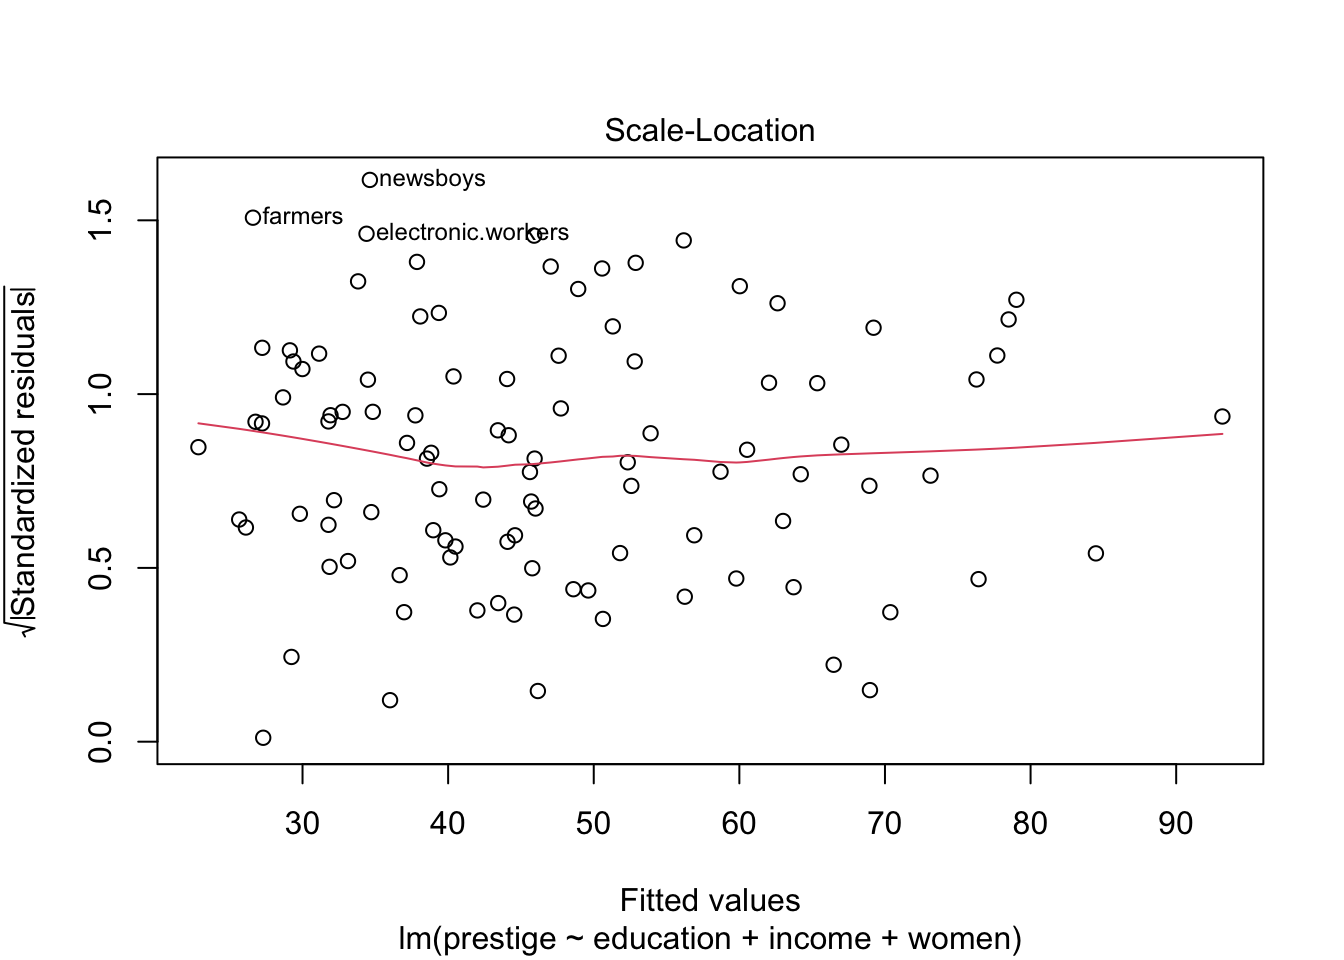 Scale-Location
newsboys
farmers
electronic.workers
√|Standardized residuals|
1.5
1.0
0.5
0.0
30 40 50 60 70 80 90
Fitted values
lm(prestige ~ education + income + women)